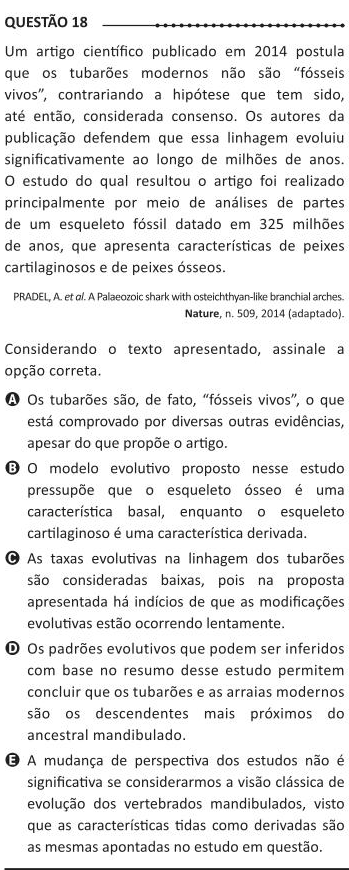 QUESTÃO 18
Um artigo científico publicado em 2014 postula
que os tubarões modernos não são “fósseis
vivos”, contrariando a hipótese que tem sido,
até então, considerada consenso. Os autores da
publicação defendem que essa linhagem evoluiu
significativamente ao longo de milhões de anos.
O estudo do qual resultou o artigo foi realizado
principalmente por meio de análises de partes
de um esqueleto fóssil datado em 325 milhões
de anos, que apresenta características de peixes
cartilaginosos e de peixes ósseos.
PRADEL, A. et al. A Palaeozoic shark with osteichthyan-like branchial arches.
Nature, n. 509, 2014 (adaptado).
Considerando o texto apresentado, assinale a
opção correta.
A Os tubarões são, de fato, “fósseis vivos”, o que
está comprovado por diversas outras evidências,
apesar do que propõe o artigo.
B O modelo evolutivo proposto nesse estudo
pressupõe que o esqueleto ósseo é uma
característica basal, enquanto o esqueleto
cartilaginoso é uma característica derivada.
C As taxas evolutivas na linhagem dos tubarões
são consideradas baixas, pois na proposta
apresentada há indícios de que as modificações
evolutivas estão ocorrendo lentamente.
D Os padrões evolutivos que podem ser inferidos
com base no resumo desse estudo permitem
concluir que os tubarões e as arraias modernos
são os descendentes mais próximos do
ancestral mandibulado.
E A mudança de perspectiva dos estudos não é
significativa se considerarmos a visão clássica de
evolução dos vertebrados mandibulados, visto
que as características tidas como derivadas são
as mesmas apontadas no estudo em questão.